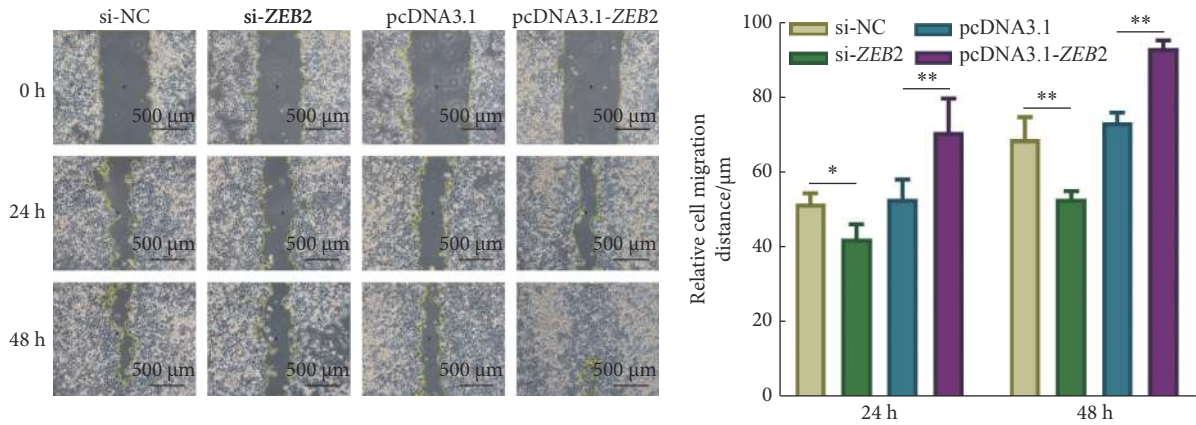 si-NC si-ZEB2 pcDNA3.1 pcDNA3.1-ZEB2
0 h
500 μm 500 μm 500 μm 500 μm
24 h
500 μm 500 μm 500 μm 500 μm
48 h
500 μm 500 μm 500 μm 500 μm
si-NC pcDNA3.1
si-ZEB2 pcDNA3.1-ZEB2
Relative cell migration
distance/μm
100
80
60
40
20
0
* ** ** **
24 h 48 h